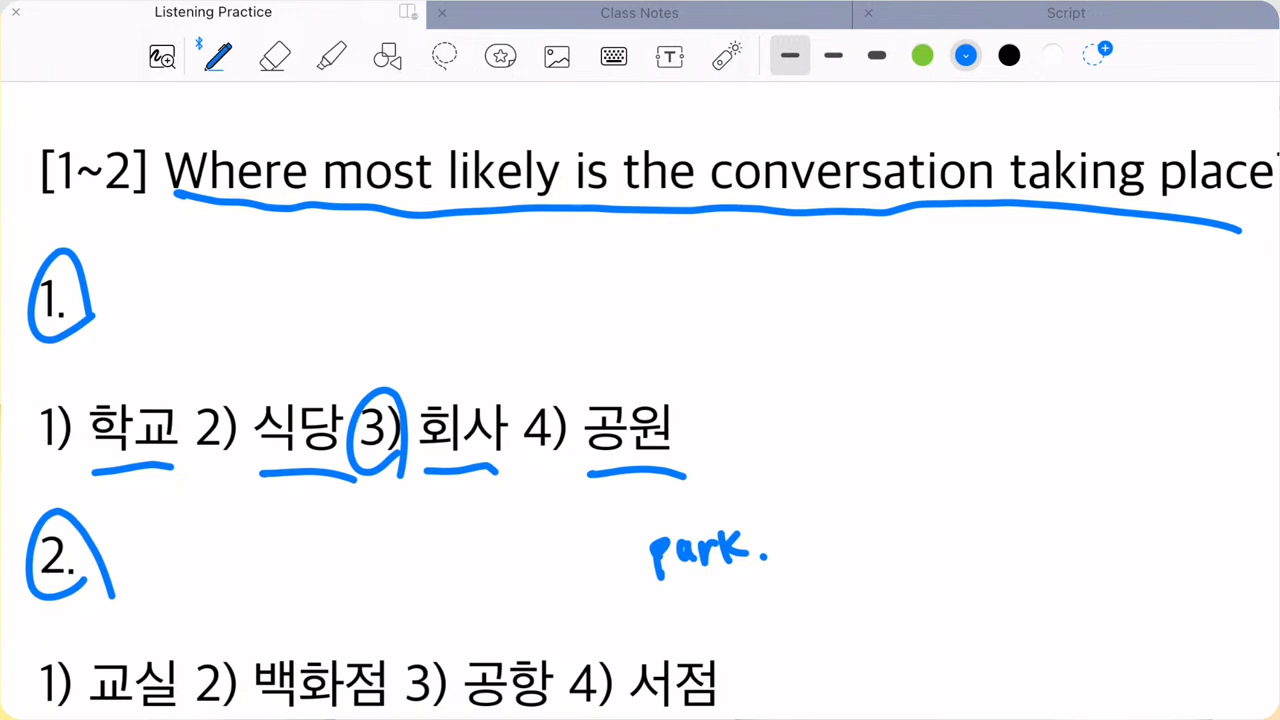 Listening Practice
Class Notes
Script
[1~2] Where most likely is the conversation taking place?
1.
1) 학교 2) 식당 3) 회사 4) 공원
2.
park.
1) 교실 2) 백화점 3) 공항 4) 서점